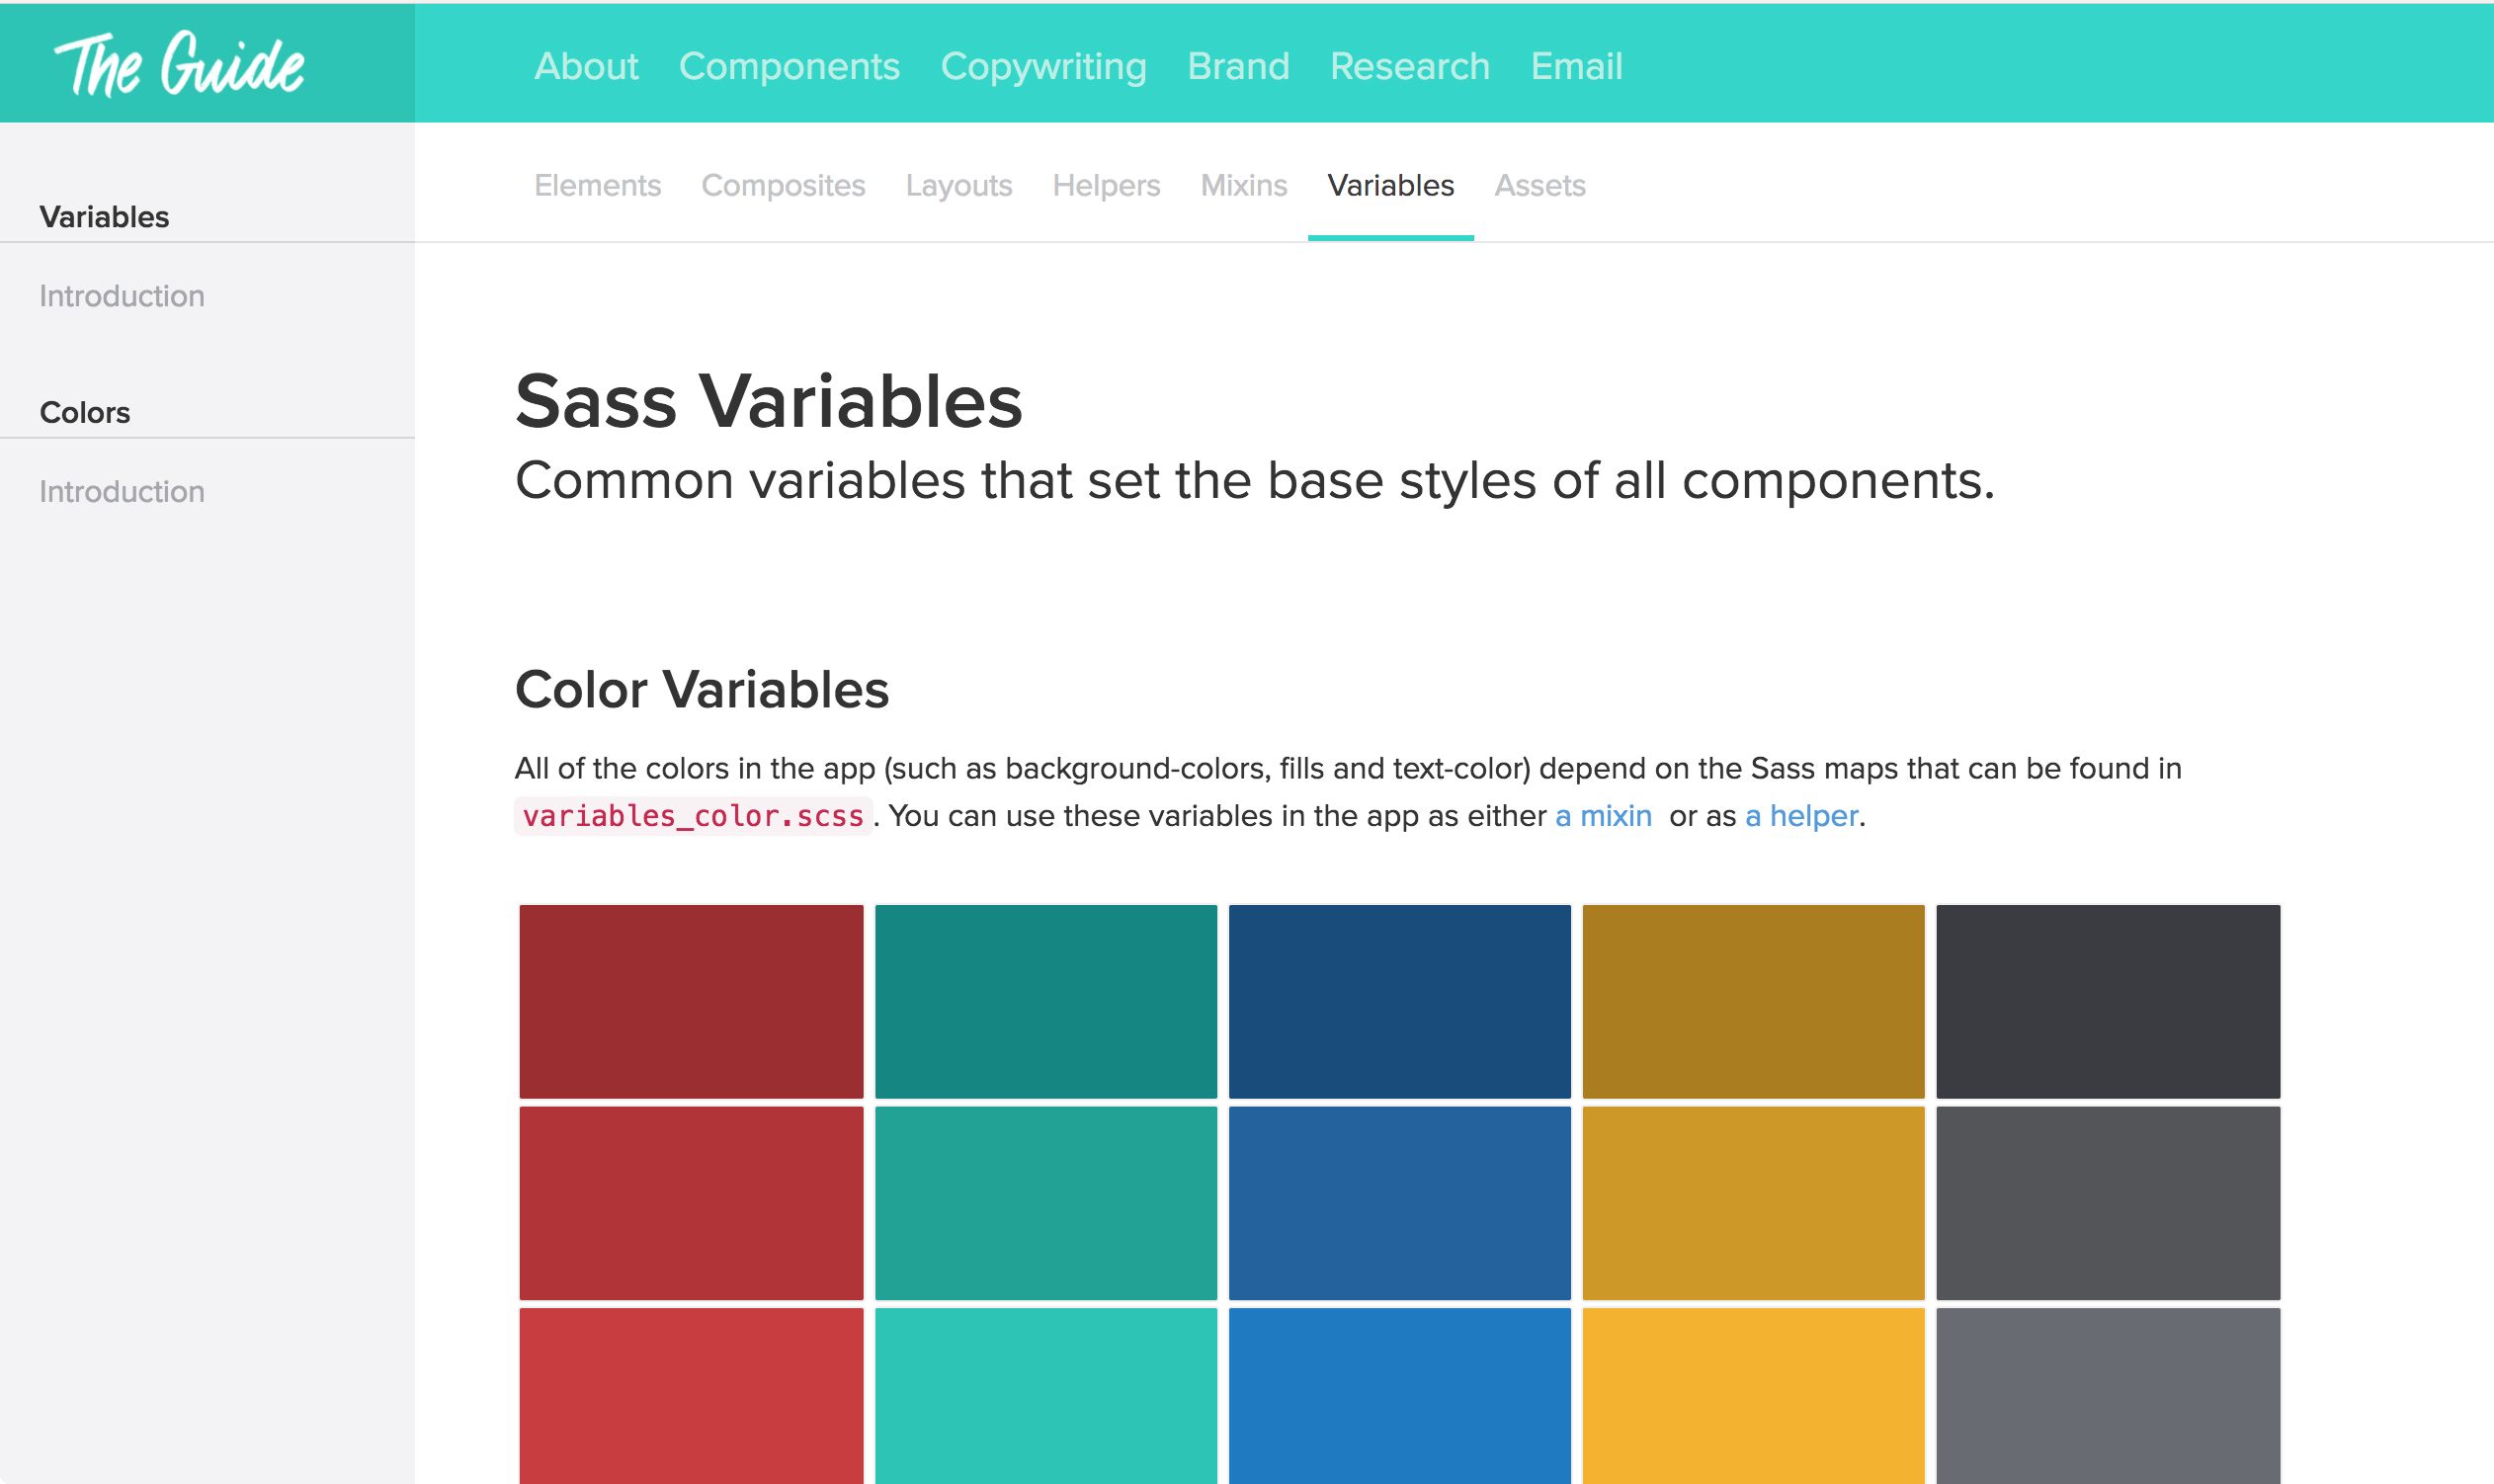 The Guide
About Components Copywriting Brand Research Email
Elements Composites Layouts Helpers Mixins Variables Assets
Variables
Introduction
Colors
Introduction
Sass Variables
Common variables that set the base styles of all components.
Color Variables
All of the colors in the app (such as background-colors, fills and text-color) depend on the Sass maps that can be found in
variables_color.scss. You can use these variables in the app as either a mixin or as a helper.